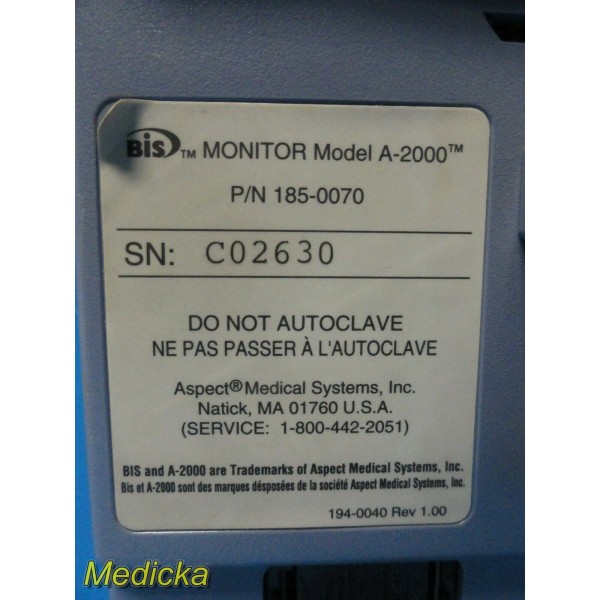 BIS™ MONITOR Model A-2000™
P/N 185-0070
SN: C02630
DO NOT AUTOCLAVE
NE PAS PASSER À L'AUTOCLAVE
Aspect® Medical Systems, Inc.
Natick, MA 01760 U.S.A.
(SERVICE: 1-800-442-2051)
BIS and A-2000 are Trademarks of Aspect Medical Systems, Inc.
Bis et A-2000 sont des marques désposées de la société Aspect Medical Systems, Inc.
194-0040 Rev 1.00
Medicka